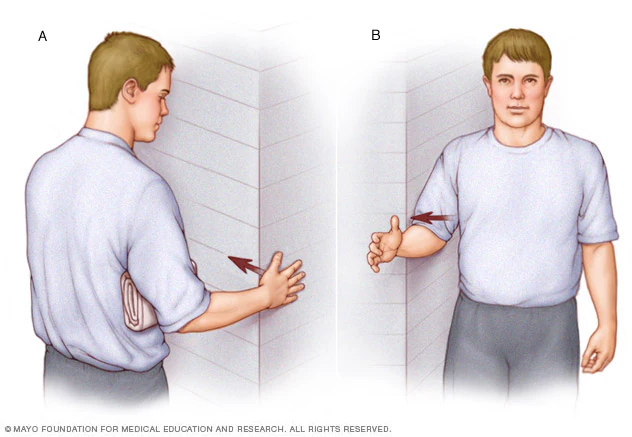 A
B
© MAYO FOUNDATION FOR MEDICAL EDUCATION AND RESEARCH. ALL RIGHTS RESERVED.